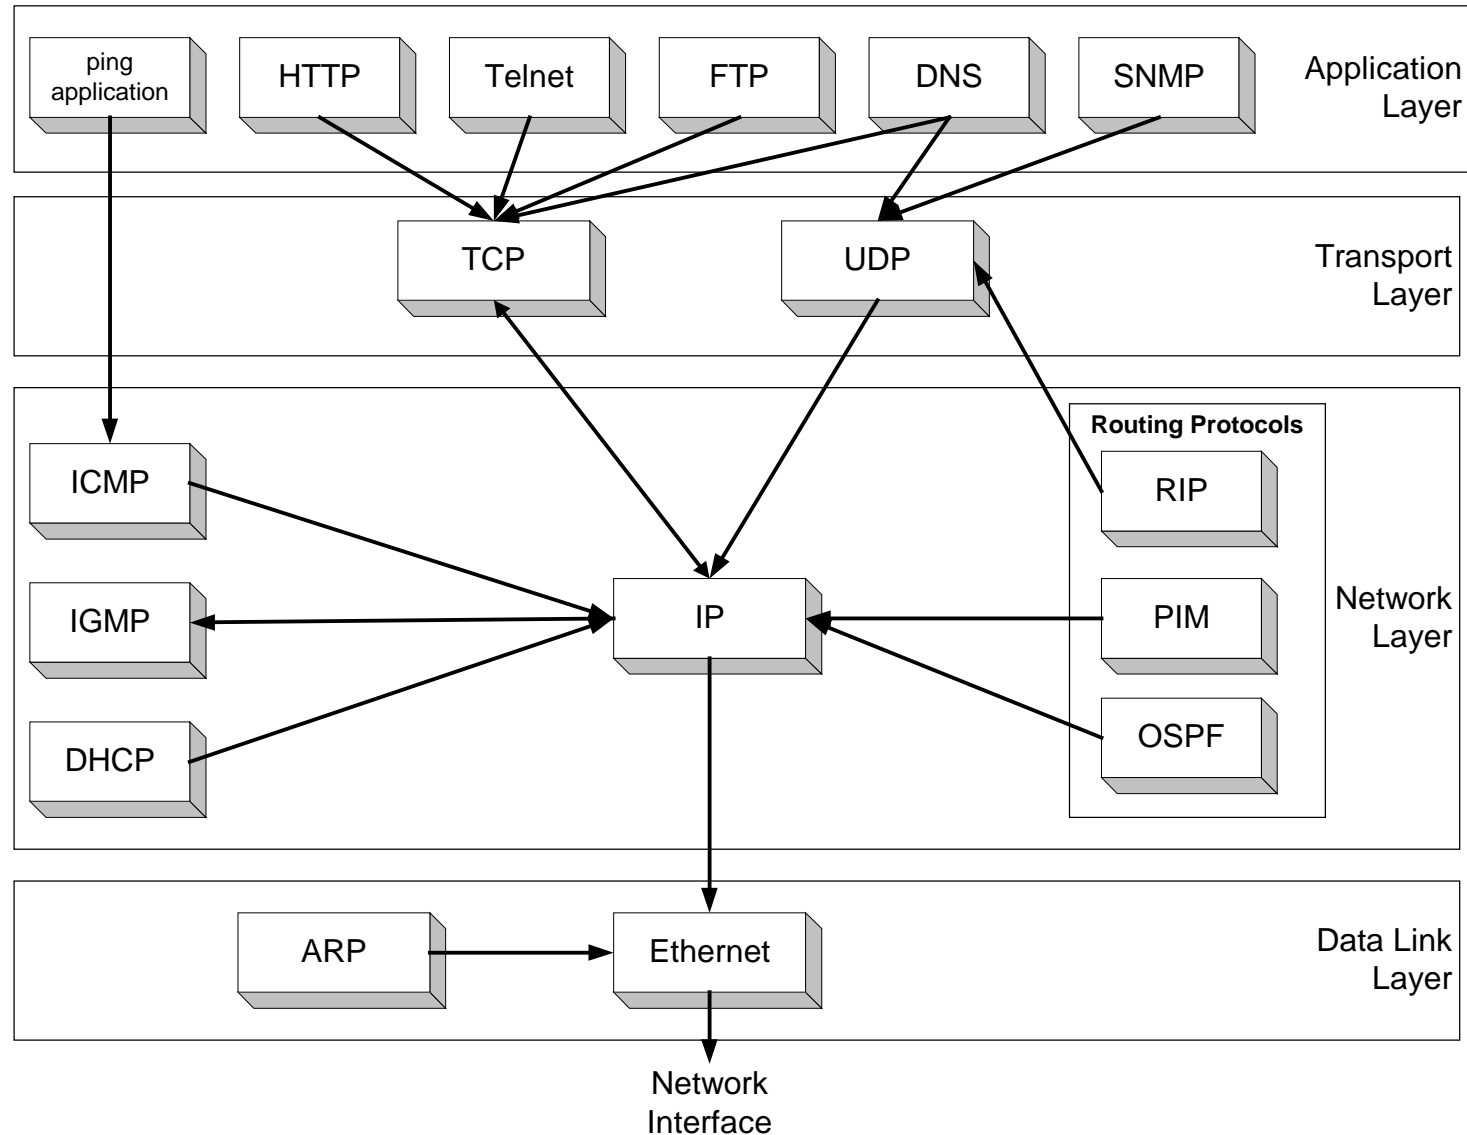 ping
application
HTTP
Telnet
FTP
DNS
SNMP
Application
Layer
TCP
UDP
Transport
Layer
Routing Protocols
ICMP
RIP
IGMP
IP
PIM
Network
Layer
DHCP
OSPF
ARP
Ethernet
Data Link
Layer
Network
Interface